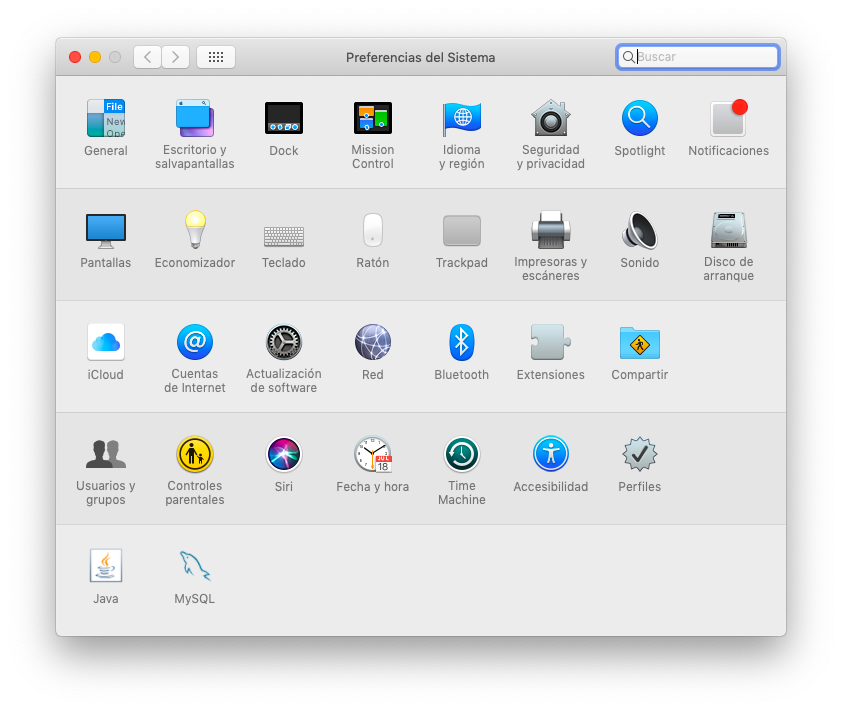 Preferencias del Sistema
Buscar
File
New
Ope
General
Escritorio y
salvapantallas
Dock
Mission
Control
Idioma
y región
Seguridad
y privacidad
Spotlight
Notificaciones
Pantallas
Economizador
Teclado
Ratón
Trackpad
Impresoras y
escáneres
Sonido
Disco de
arranque
iCloud
@
Cuentas
de Internet
Actualización
de software
Red
Bluetooth
Extensiones
Compartir
JUL
18
Usuarios y
grupos
Controles
parentales
Siri
Fecha y hora
Time
Machine
Accesibilidad
Perfiles
Java
MySQL